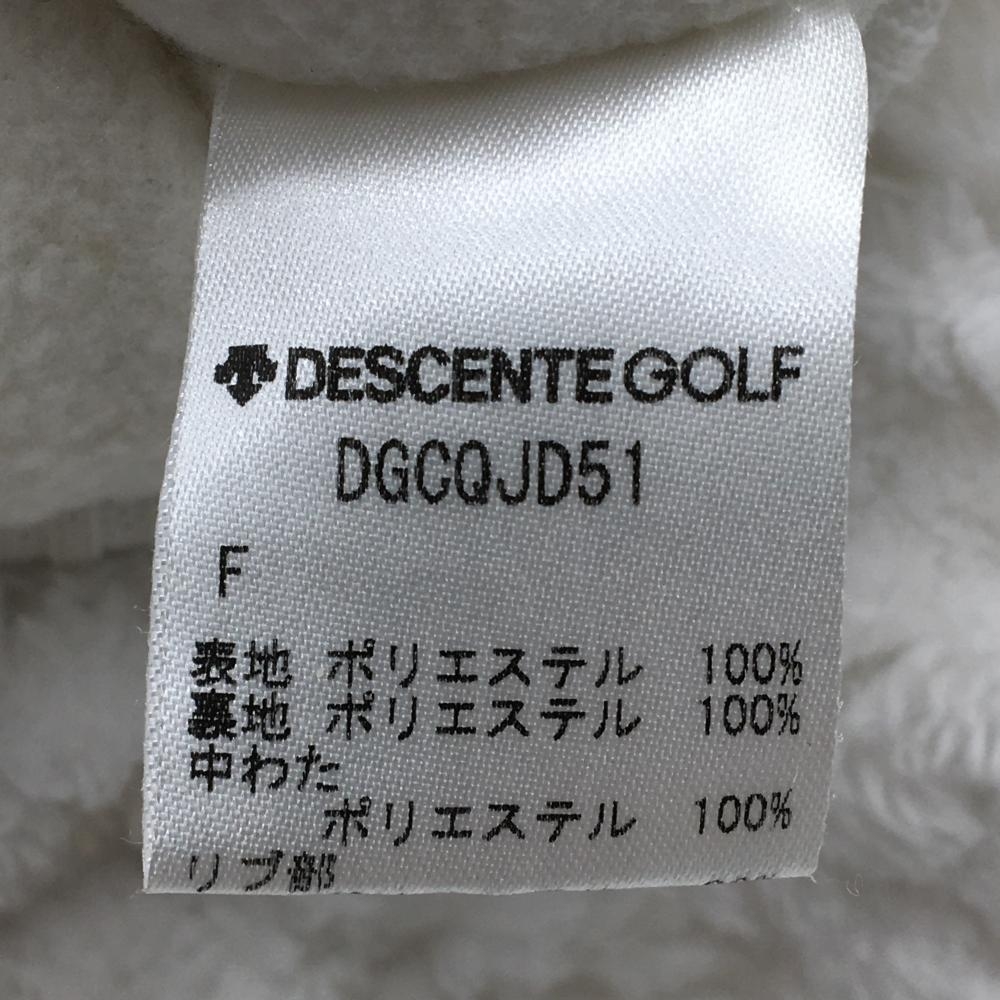 DESCENTE GOLF
DGCQJD51
F
表地 ポリエステル 100%
裏地 ポリエステル 100%
中わた
ポリエステル 100%
リブ部